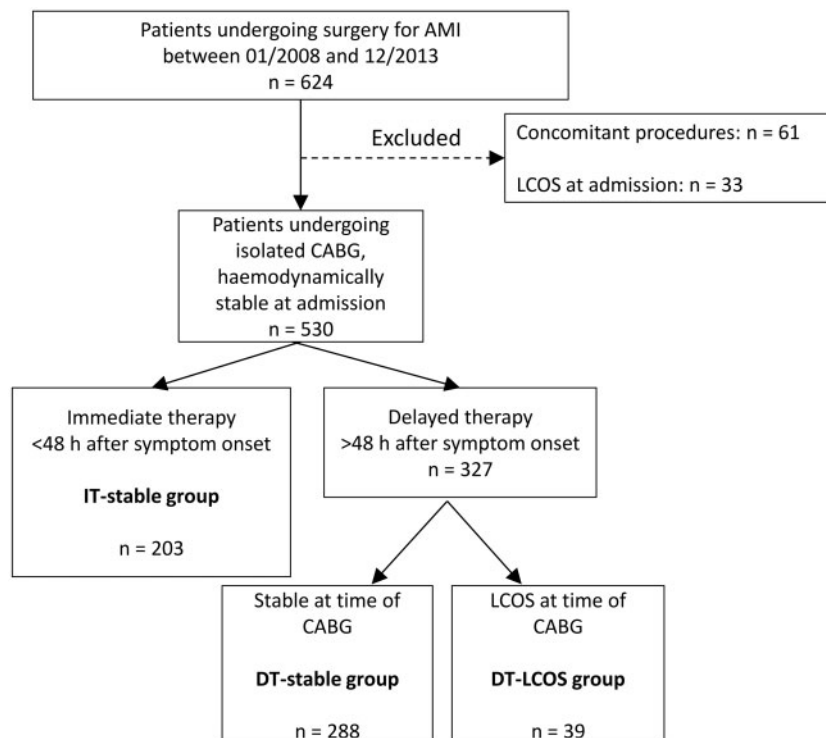 Patients undergoing surgery for AMI
between 01/2008 and 12/2013
n = 624
Excluded
Concomitant procedures: n = 61
LCOS at admission: n = 33
Patients undergoing
isolated CABG,
haemodynamically
stable at admission
n = 530
Immediate therapy
<48 h after symptom onset
IT-stable group
n = 203
Delayed therapy
>48 h after symptom onset
n = 327
Stable at time of
CABG
DT-stable group
n = 288
LCOS at time of
CABG
DT-LCOS group
n = 39